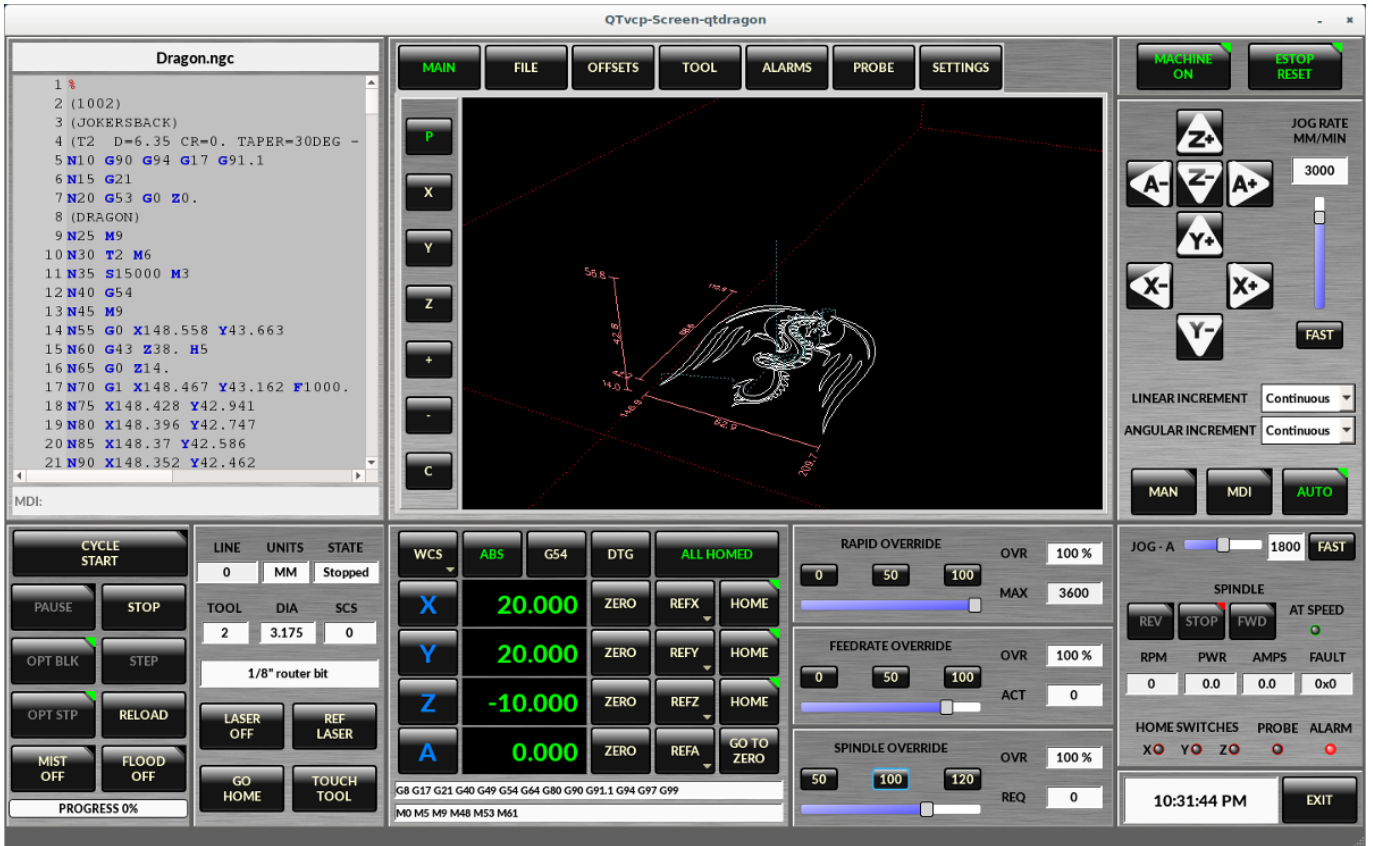 QTvcp-Screen-qtdragon
Dragon.ngc
1 %
2 (1002)
3 (JOKERSBACK)
4 (T2 D=6.35 CR=0. TAPER=30DEG -
5 N10 G90 G94 G17 G91.1
6 N15 G21
7 N20 G53 G0 Z0.
8 (DRAGON)
9 N25 M9
10 N30 T2 M6
11 N35 S15000 M3
12 N40 G54
13 N45 M9
14 N55 G0 X148.558 Y43.663
15 N60 G43 Z38. H5
16 N65 G0 Z14.
17 N70 G1 X148.467 Y43.162 F1000.
18 N75 X148.428 Y42.941
19 N80 X148.396 Y42.747
20 N85 X148.37 Y42.586
21 N90 X148.352 Y42.462
MDI:
MAIN FILE OFFSETS TOOL ALARMS PROBE SETTINGS
P
X
Y
Z
+
-
C
56.8
42.8
14.0
146.9
62.9
209.7
MACHINE ON
ESTOP RESET
JOG RATE
MM/MIN
3000
Z+
A- Z- A+
Y+
X- X+
Y-
FAST
LINEAR INCREMENT Continuous
ANGULAR INCREMENT Continuous
MAN MDI AUTO
CYCLE
START
PAUSE STOP
OPT BLK STEP
OPT STP RELOAD
MIST OFF
FLOOD OFF
PROGRESS 0%
LINE UNITS STATE
0 MM Stopped
TOOL DIA SCS
2 3.175 0
1/8" router bit
LASER OFF
REF LASER
GO HOME
TOUCH TOOL
WCS ABS G54 DTG ALL HOMED
X 20.000 ZERO REFX HOME
Y 20.000 ZERO REFY HOME
Z -10.000 ZERO REFZ HOME
A 0.000 ZERO REFA GO TO ZERO
G8 G17 G21 G40 G49 G54 G64 G80 G90 G91.1 G94 G97 G99
M0 M5 M9 M48 M53 M61
RAPID OVERRIDE
OVR 100 %
0 50 100
MAX 3600
FEEDRATE OVERRIDE
OVR 100 %
0 50 100
ACT 0
SPINDLE OVERRIDE
OVR 100 %
50 100 120
REQ 0
JOG - A 1800 FAST
SPINDLE
REV STOP FWD AT SPEED
RPM PWR AMPS FAULT
0 0.0 0.0 0x0
HOME SWITCHES PROBE ALARM
X Y Z
10:31:44 PM EXIT